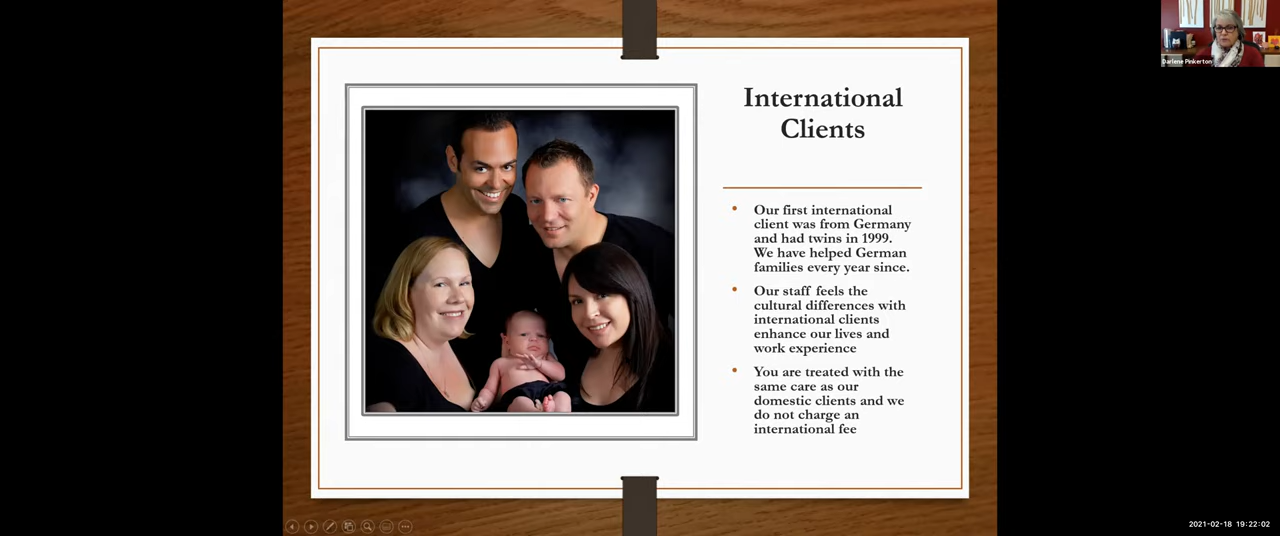 International
Clients
Our first international
client was from Germany
and had twins in 1999.
We have helped German
families every year since.
Our staff feels the
cultural differences with
international clients
enhance our lives and
work experience
You are treated with the
same care as our
domestic clients and we
do not charge an
international fee
Darlene Pinkerton
2021-02-18 19:22:02